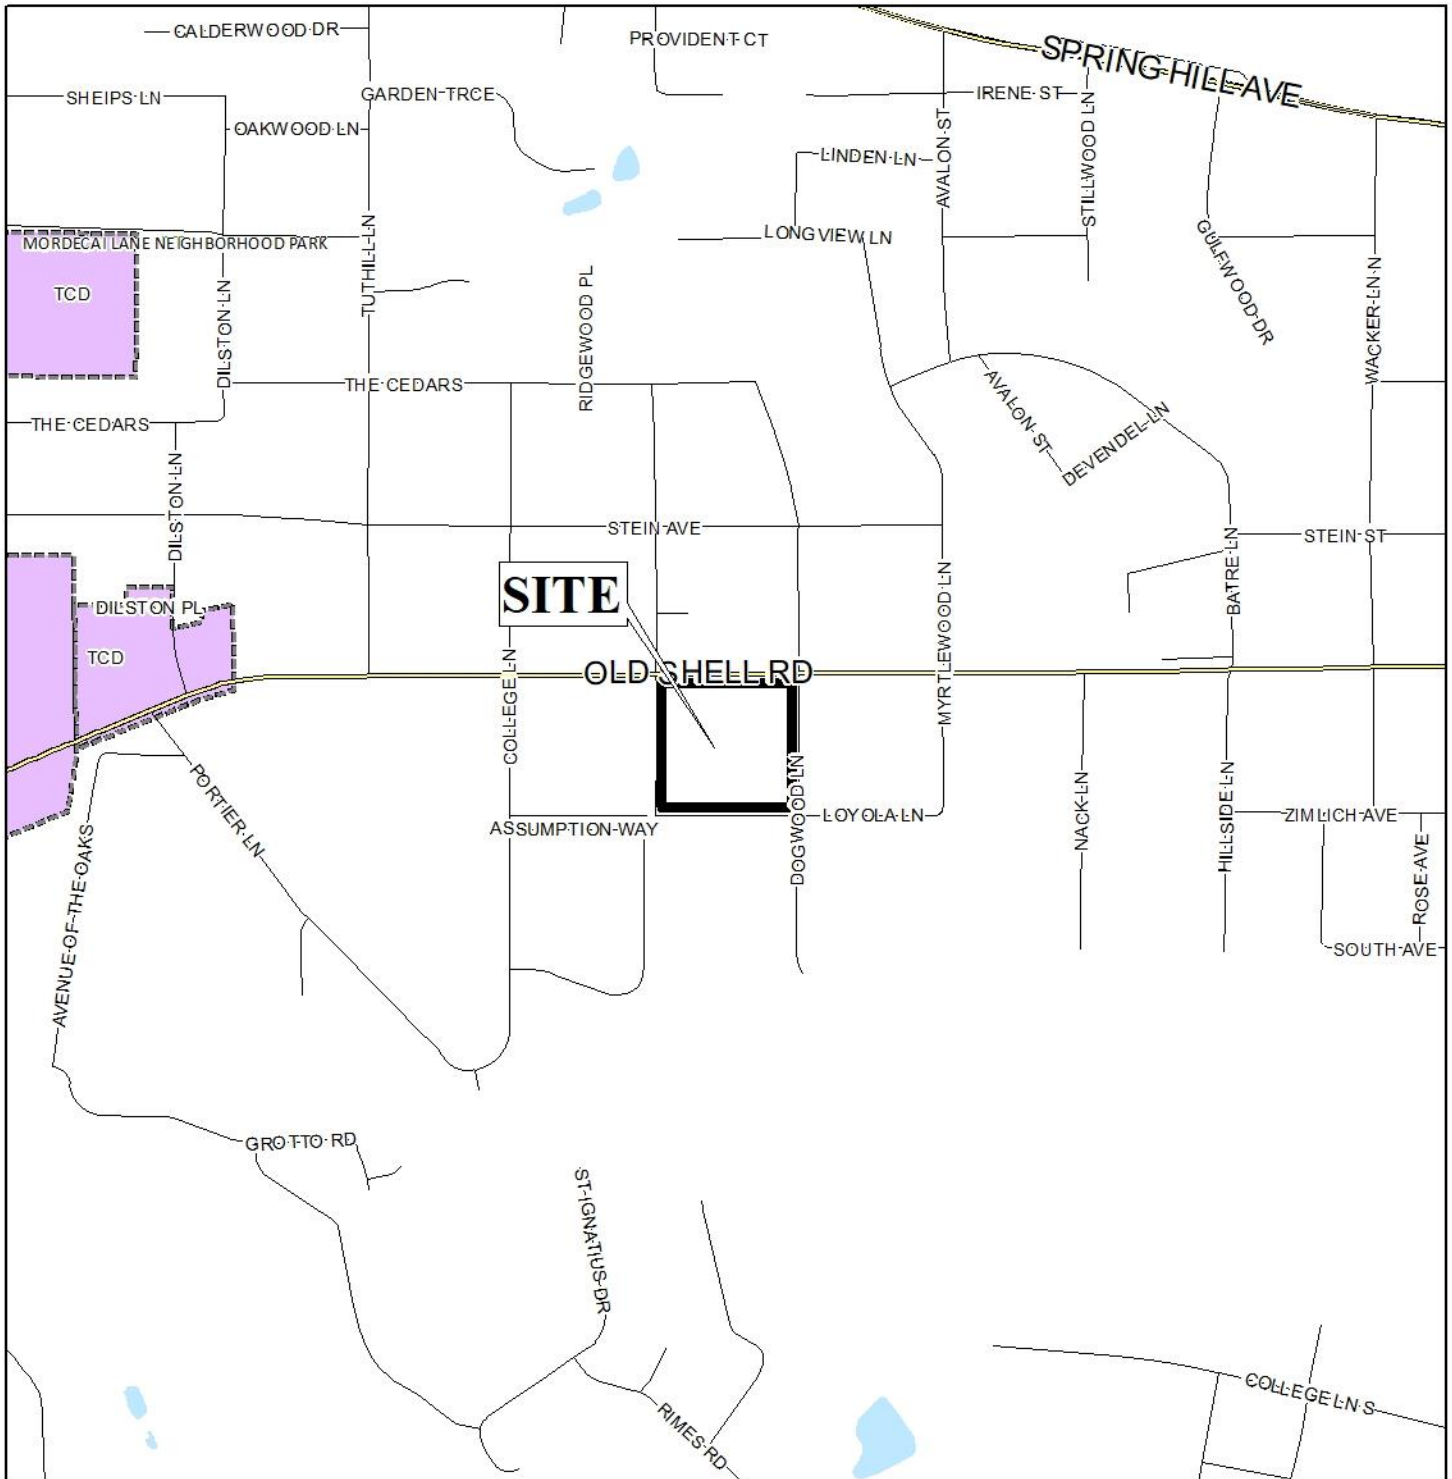 CALDERWOOD DR
PROVIDENT CT
SPRING HILL AVE
SHEIPS LN
GARDEN TRCE
IRENE ST
OAKWOOD LN
LINDEN LN
AVALON ST
STILLWOOD LN
LONGVIEW LN
MORDECAI LANE NEIGHBORHOOD PARK
TCD
DILSTON LN
TUTHILL LN
RIDGEWOOD PL
GULFWOOD DR
WACKER LN N
THE CEDARS
THE CEDARS
AVALON ST
DEVENDEL LN
DILSTON LN
STEIN AVE
STEIN ST
BATRE LN
MYRTLEWOOD LN
SITE
DILSTON PL
TCD
OLD SHELL RD
COLLEGE LN
PORTIER LN
DOGWOOD LN
NACK LN
HILLSIDE LN
ASSUMPTION WAY
LOYOLA LN
ZIMLICH AVE
ROSE AVE
AVENUE OF THE OAKS
SOUTH AVE
GROTTO RD
ST IGNATIUS DR
RIMES RD
COLLEGE LN S